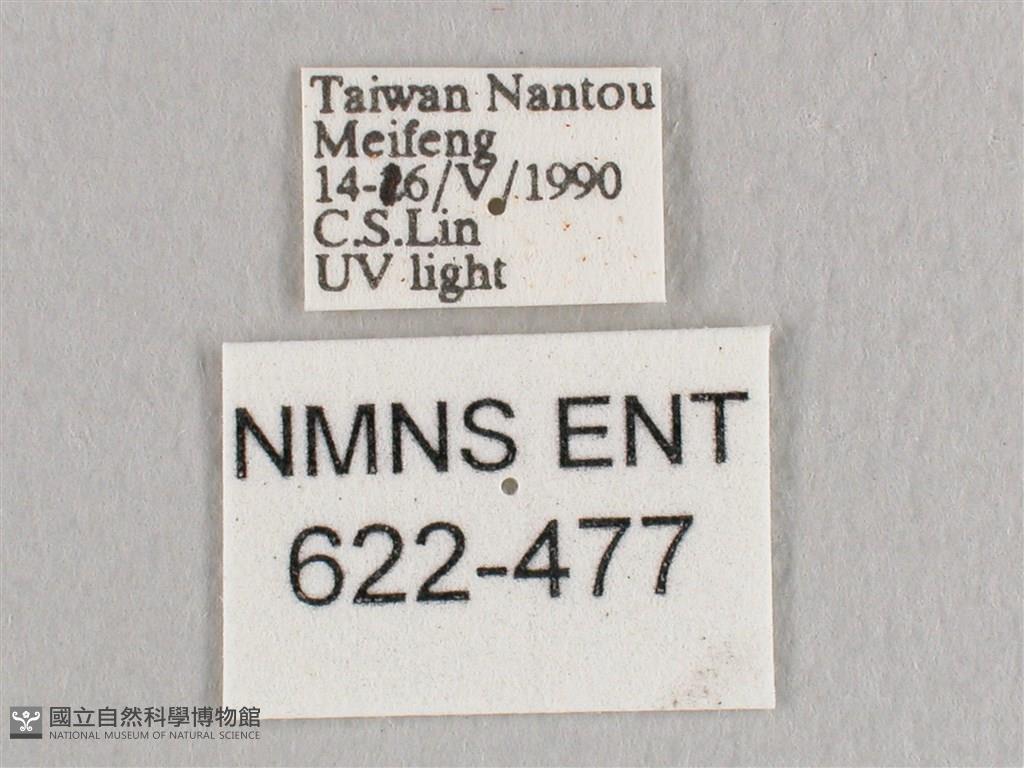 Taiwan Nantou
Meifeng
14-16/V/1990
C.S.Lin
UV light
NMNS ENT
622-477
國立自然科學博物館
NATIONAL MUSEUM OF NATURAL SCIENCE